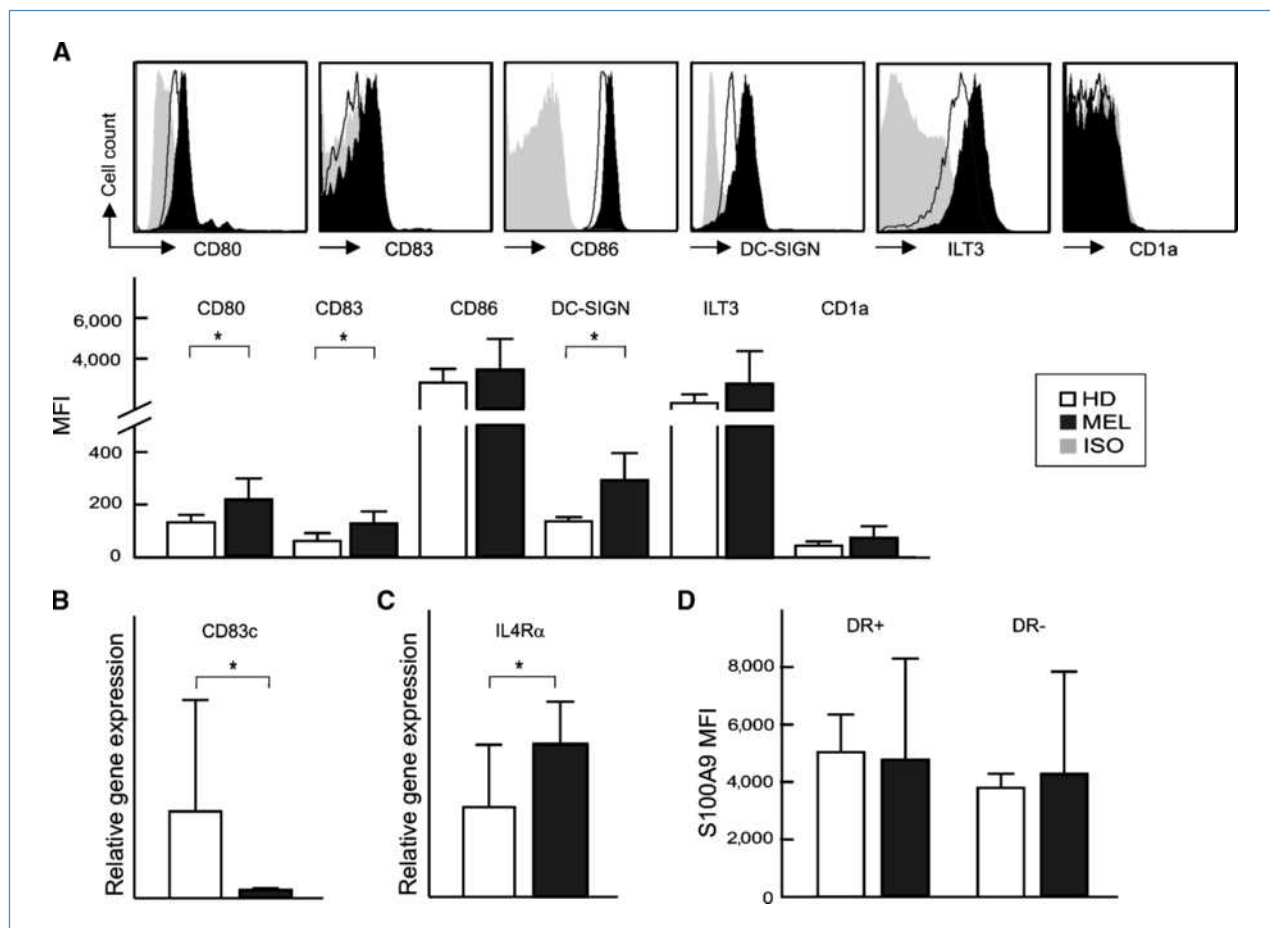 A
Cell count
CD80
CD83
CD86
DC-SIGN
ILT3
CD1a
CD80
CD83
CD86
DC-SIGN
ILT3
CD1a
6,000
4,000
400
200
0
MFI
*
*
*
HD
MEL
ISO
B
CD83c
*
Relative gene expression
C
IL4Rα
*
Relative gene expression
D
DR+
DR-
8,000
6,000
4,000
2,000
0
S100A9 MFI